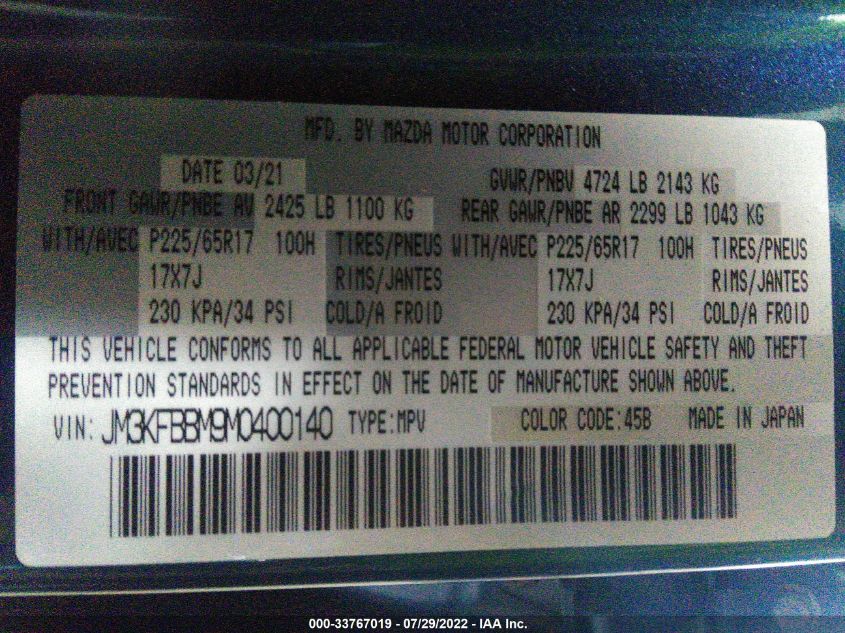 MFD. BY MAZDA MOTOR CORPORATION
DATE 03/21 GVWR/PNBV 4724 LB 2143 KG
FRONT GAWR/PNBE AV 2425 LB 1100 KG REAR GAWR/PNBE AR 2299 LB 1043 KG
WITH/AVEC P225/65R17 100H TIRES/PNEUS WITH/AVEC P225/65R17 100H TIRES/PNEUS
17X7J RIMS/JANTES 17X7J RIMS/JANTES
230 KPA/34 PSI COLD/A FROID 230 KPA/34 PSI COLD/A FROID
THIS VEHICLE CONFORMS TO ALL APPLICABLE FEDERAL MOTOR VEHICLE SAFETY AND THEFT
PREVENTION STANDARDS IN EFFECT ON THE DATE OF MANUFACTURE SHOWN ABOVE.
VIN: JM3KFBBM9M0400140 TYPE:MPV COLOR CODE:45B MADE IN JAPAN
000-33767019 - 07/29/2022 - IAA Inc.